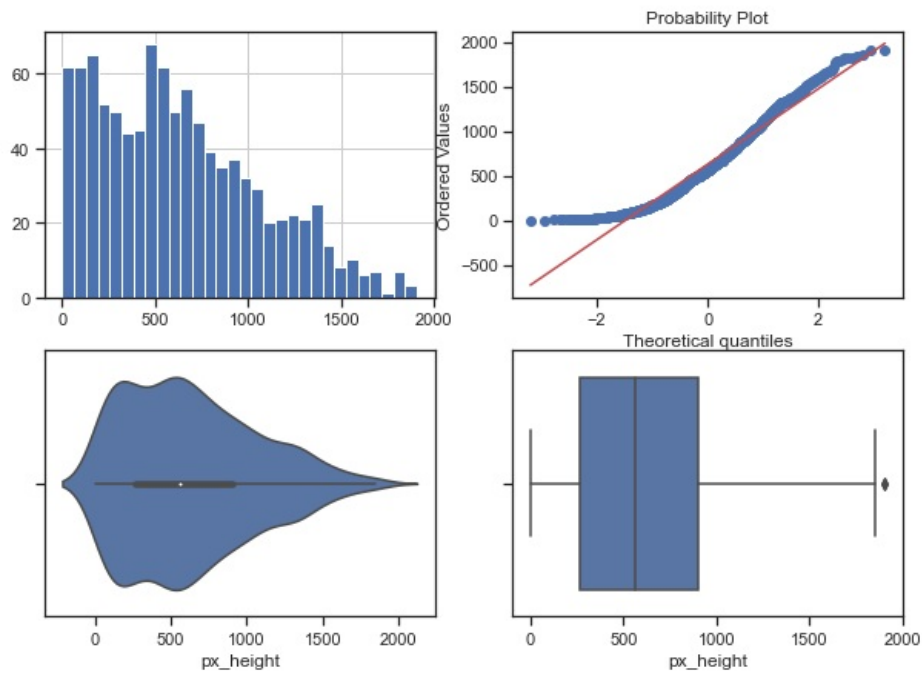 Probability Plot
60
40
20
0
0 500 1000 1500 2000
Ordered Values
2000
1500
1000
500
0
−500
−2 0 2
Theoretical quantiles
0 500 1000 1500 2000
px_height
0 500 1000 1500 2000
px_height